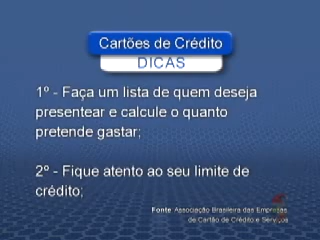 Cartões de Crédito
DICAS
1º - Faça um lista de quem deseja
presentear e calcule o quanto
pretende gastar;
2º - Fique atento ao seu limite de
crédito;
Fonte: Associação Brasileira das Empresas
de Cartão de Crédito e Serviços